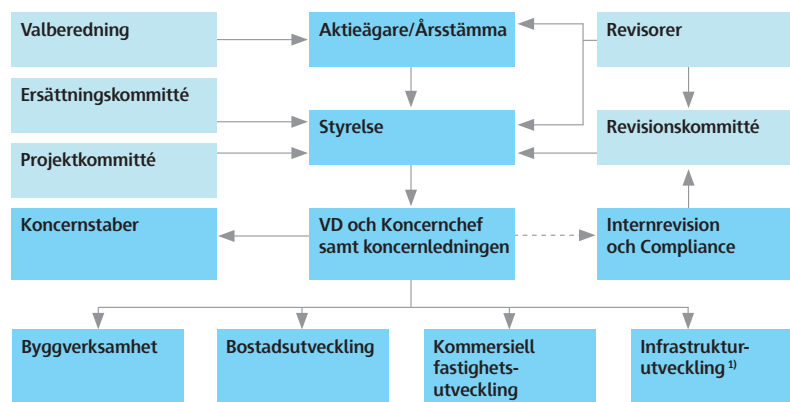 Valberedning
Aktieägare/Årsstämma
Revisorer
Ersättningskommitté
Styrelse
Revisionskommitté
Projektkommitté
Koncernstaber
VD och Koncernchef
samt koncernledningen
Internrevision
och Compliance
Byggverksamhet
Bostadsutveckling
Kommersiell
fastighets-
utveckling
Infrastruktur-
utveckling 1)